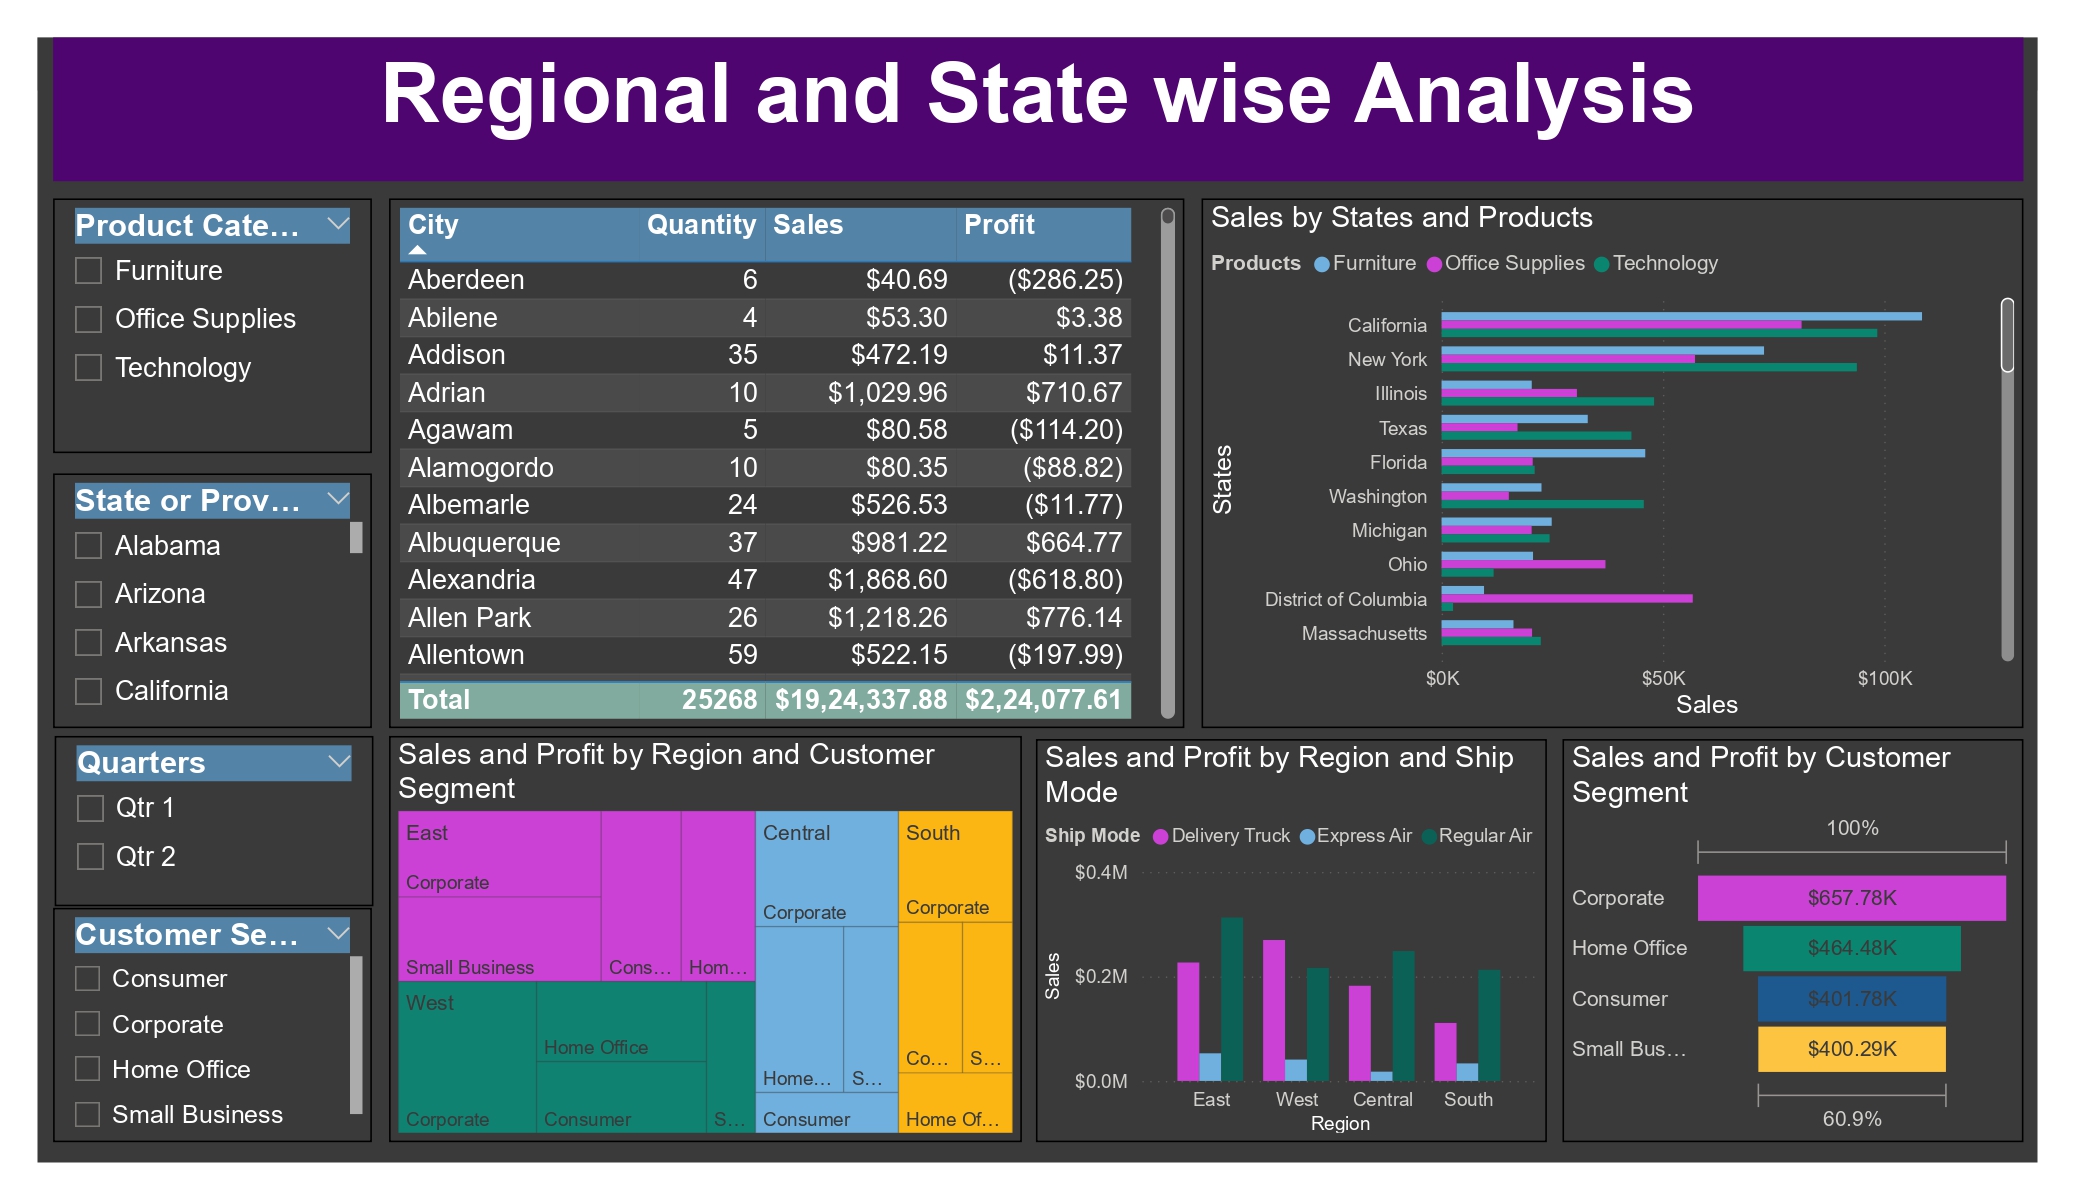 Regional and State wise Analysis
Product Cate...
Furniture
Office Supplies
Technology
State or Prov...
Alabama
Arizona
Arkansas
California
Quarters
Qtr 1
Qtr 2
Customer Se...
Consumer
Corporate
Home Office
Small Business
City Quantity Sales Profit
Aberdeen 6 $40.69 ($286.25)
Abilene 4 $53.30 $3.38
Addison 35 $472.19 $11.37
Adrian 10 $1,029.96 $710.67
Agawam 5 $80.58 ($114.20)
Alamogordo 10 $80.35 ($88.82)
Albemarle 24 $526.53 ($11.77)
Albuquerque 37 $981.22 $664.77
Alexandria 47 $1,868.60 ($618.80)
Allen Park 26 $1,218.26 $776.14
Allentown 59 $522.15 ($197.99)
Total 25268 $19,24,337.88 $2,24,077.61
Sales by States and Products
Products Furniture Office Supplies Technology
States
California
New York
Illinois
Texas
Florida
Washington
Michigan
Ohio
District of Columbia
Massachusetts
$0K $50K $100K
Sales
Sales and Profit by Region and Customer
Segment
East
Corporate
Small Business
Cons...
Hom...
West
Corporate
Home Office
Consumer
S...
Central
Corporate
Home...
S...
Consumer
South
Corporate
Co...
S...
Home Of...
Sales and Profit by Region and Ship
Mode
Ship Mode Delivery Truck Express Air Regular Air
Sales
$0.4M
$0.2M
$0.0M
East West Central South
Region
Sales and Profit by Customer
Segment
100%
Corporate $657.78K
Home Office $464.48K
Consumer $401.78K
Small Bus... $400.29K
60.9%